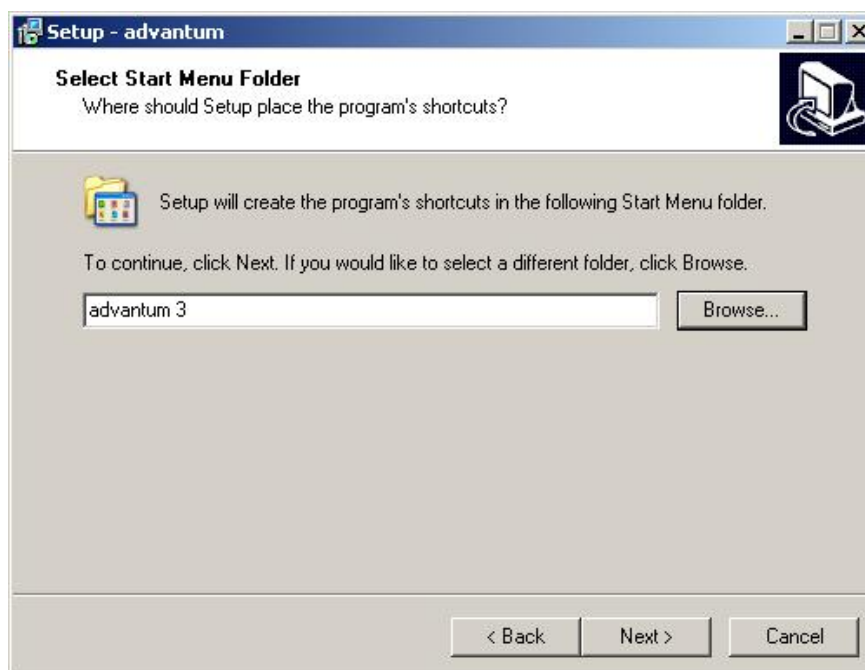 Setup - advantum
Select Start Menu Folder
Where should Setup place the program's shortcuts?
Setup will create the program's shortcuts in the following Start Menu folder.
To continue, click Next. If you would like to select a different folder, click Browse.
advantum 3
Browse...
< Back
Next >
Cancel